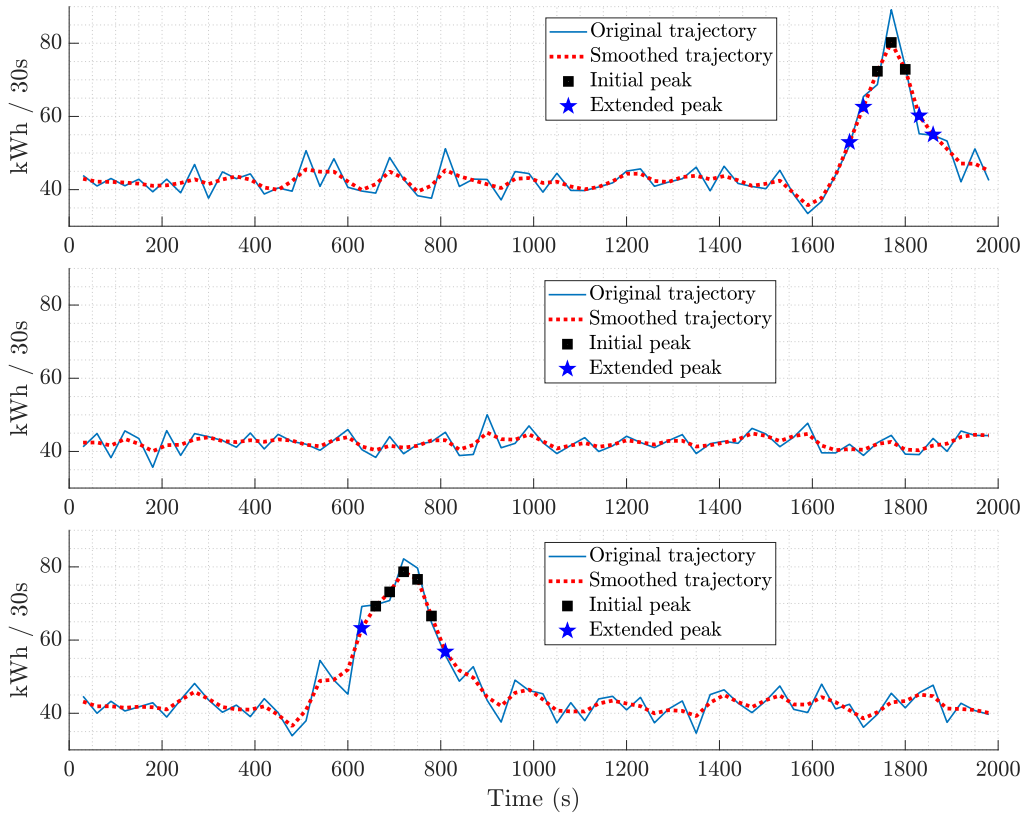 kWh / 30s
80
60
40
Original trajectory
Smoothed trajectory
Initial peak
Extended peak
0 200 400 600 800 1000 1200 1400 1600 1800 2000
kWh / 30s
80
60
40
Original trajectory
Smoothed trajectory
Initial peak
Extended peak
0 200 400 600 800 1000 1200 1400 1600 1800 2000
kWh / 30s
80
60
40
Original trajectory
Smoothed trajectory
Initial peak
Extended peak
0 200 400 600 800 1000 1200 1400 1600 1800 2000
Time (s)